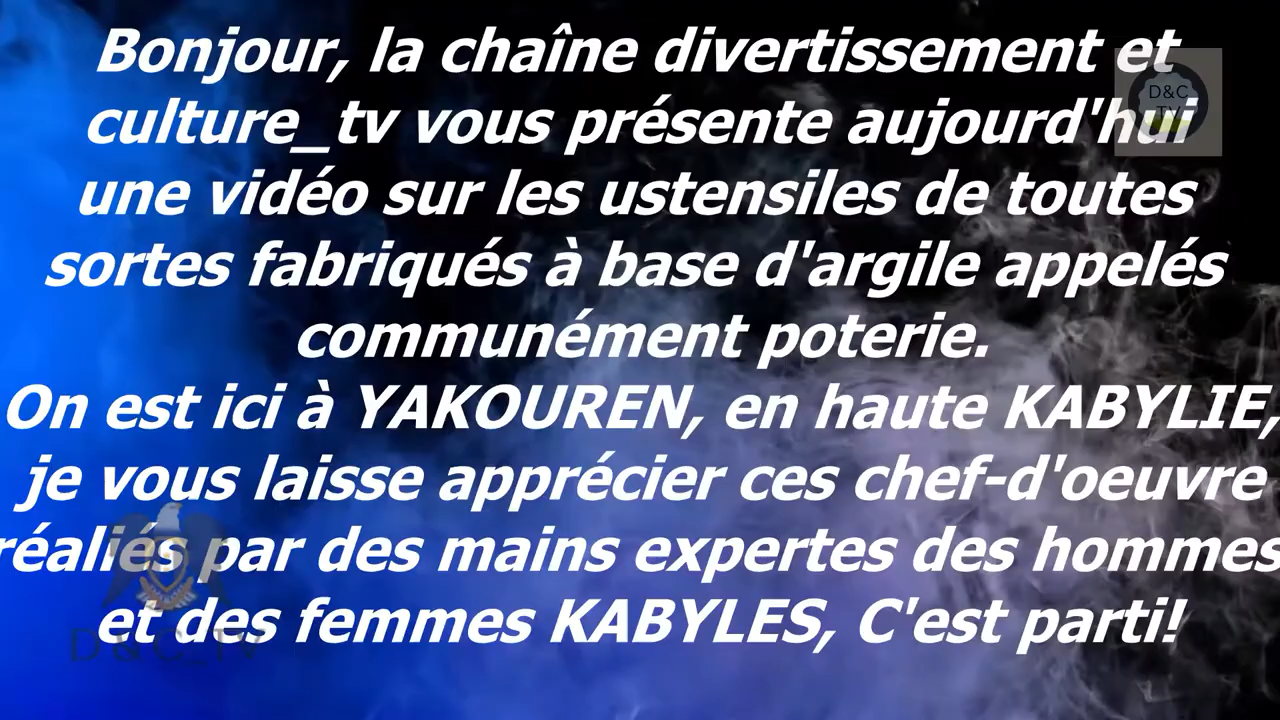 Bonjour, la chaîne divertissement et
culture_tv vous présente aujourd'hui
une vidéo sur les ustensiles de toutes
sortes fabriqués à base d'argile appelés
communément poterie.
On est ici à YAKOUREN, en haute KABYLIE,
je vous laisse apprécier ces chef-d'oeuvre
réaliés par des mains expertes des hommes
et des femmes KABYLES, C'est parti!
D&C
TV
D&C_TV